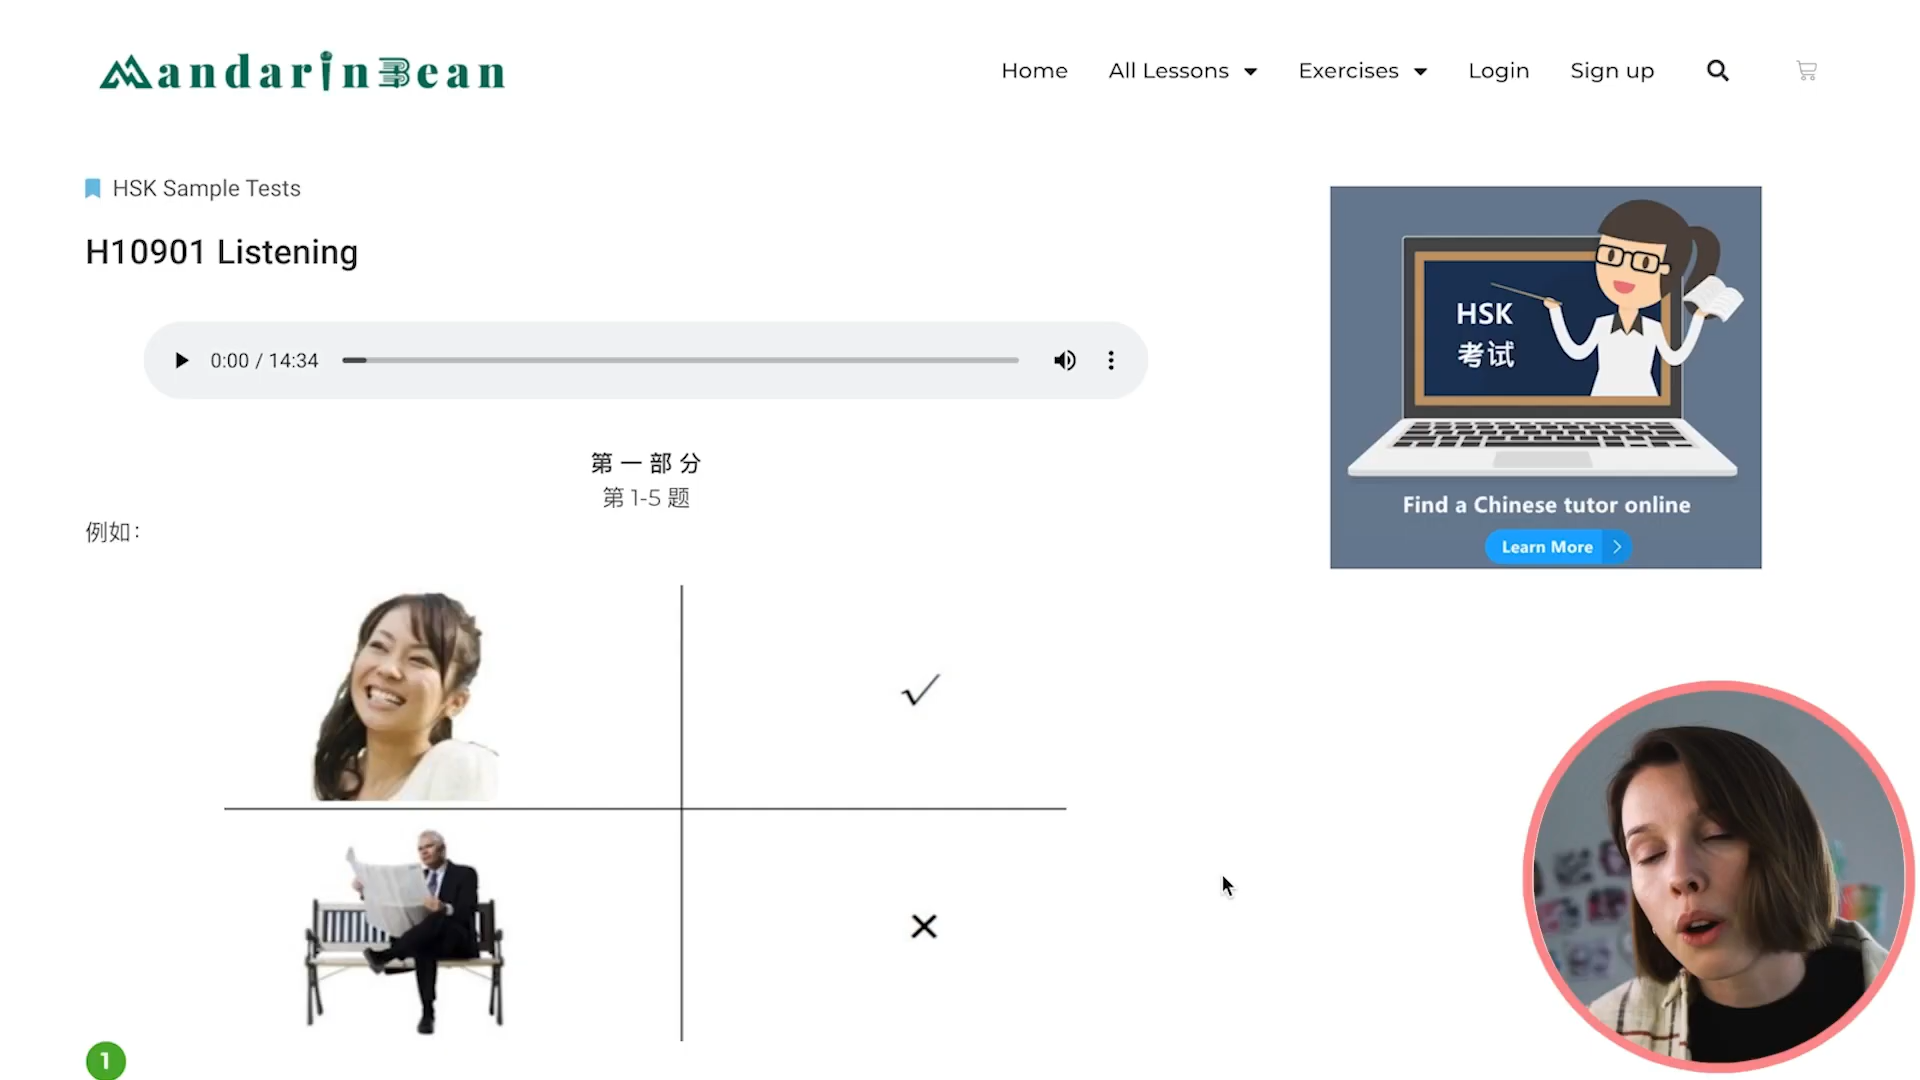 MandarinBean
Home
All Lessons
Exercises
Login
Sign up
HSK Sample Tests
H10901 Listening
0:00 / 14:34
第 一 部 分
第 1-5 题
例如：
1
HSK
考试
Find a Chinese tutor online
Learn More